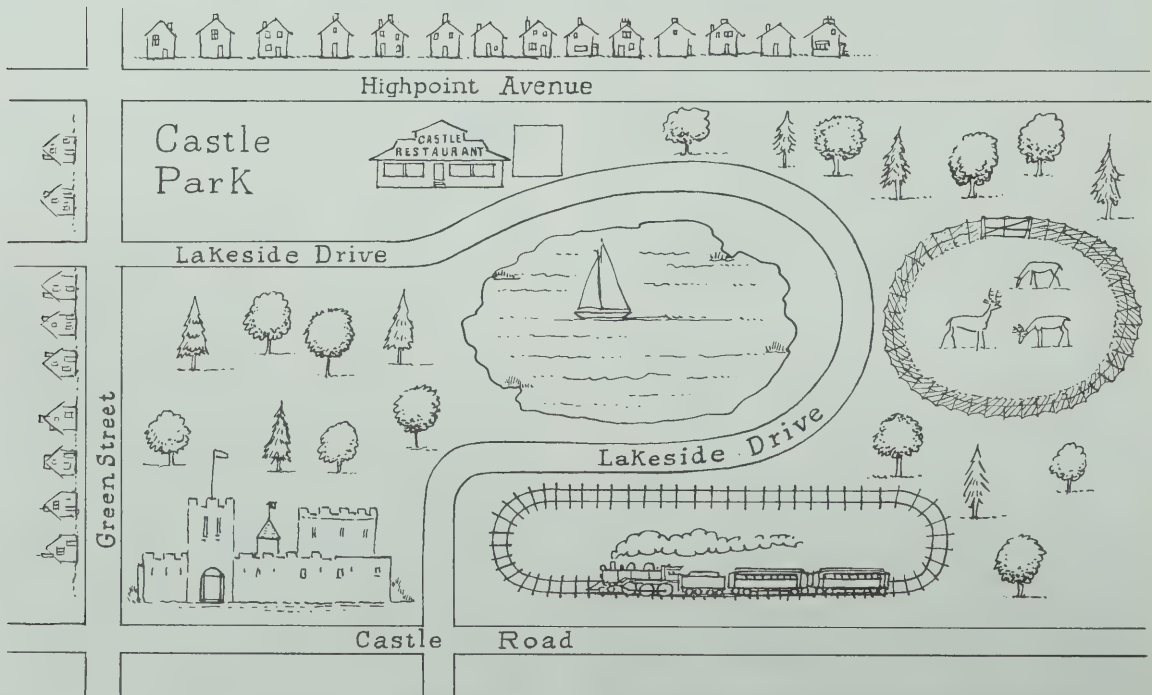 Highpoint Avenue
Castle
Park
CASTLE
RESTAURANT
Lakeside Drive
Green Street
Lakeside Drive
Castle Road